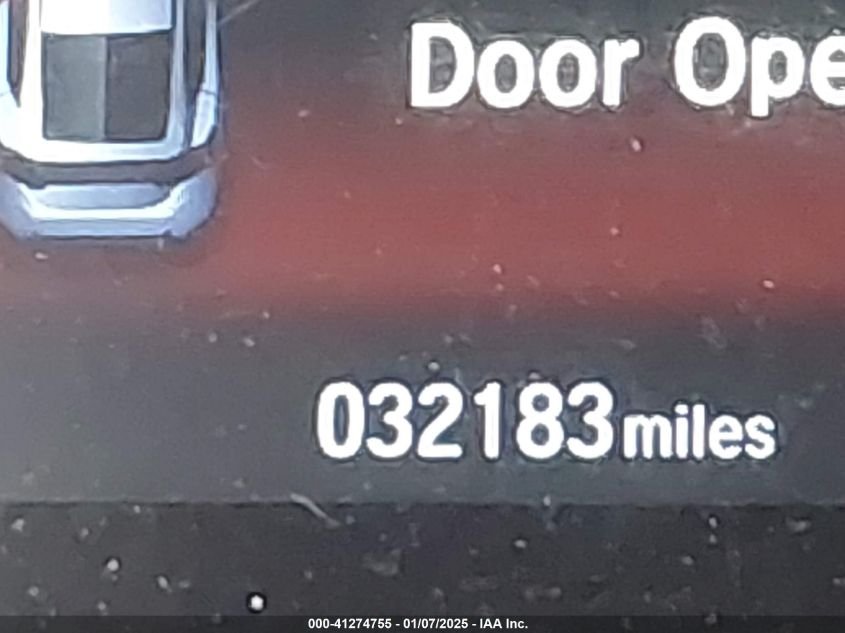 Door Ope
032183 miles
000-41274755 - 01/07/2025 - IAA Inc.